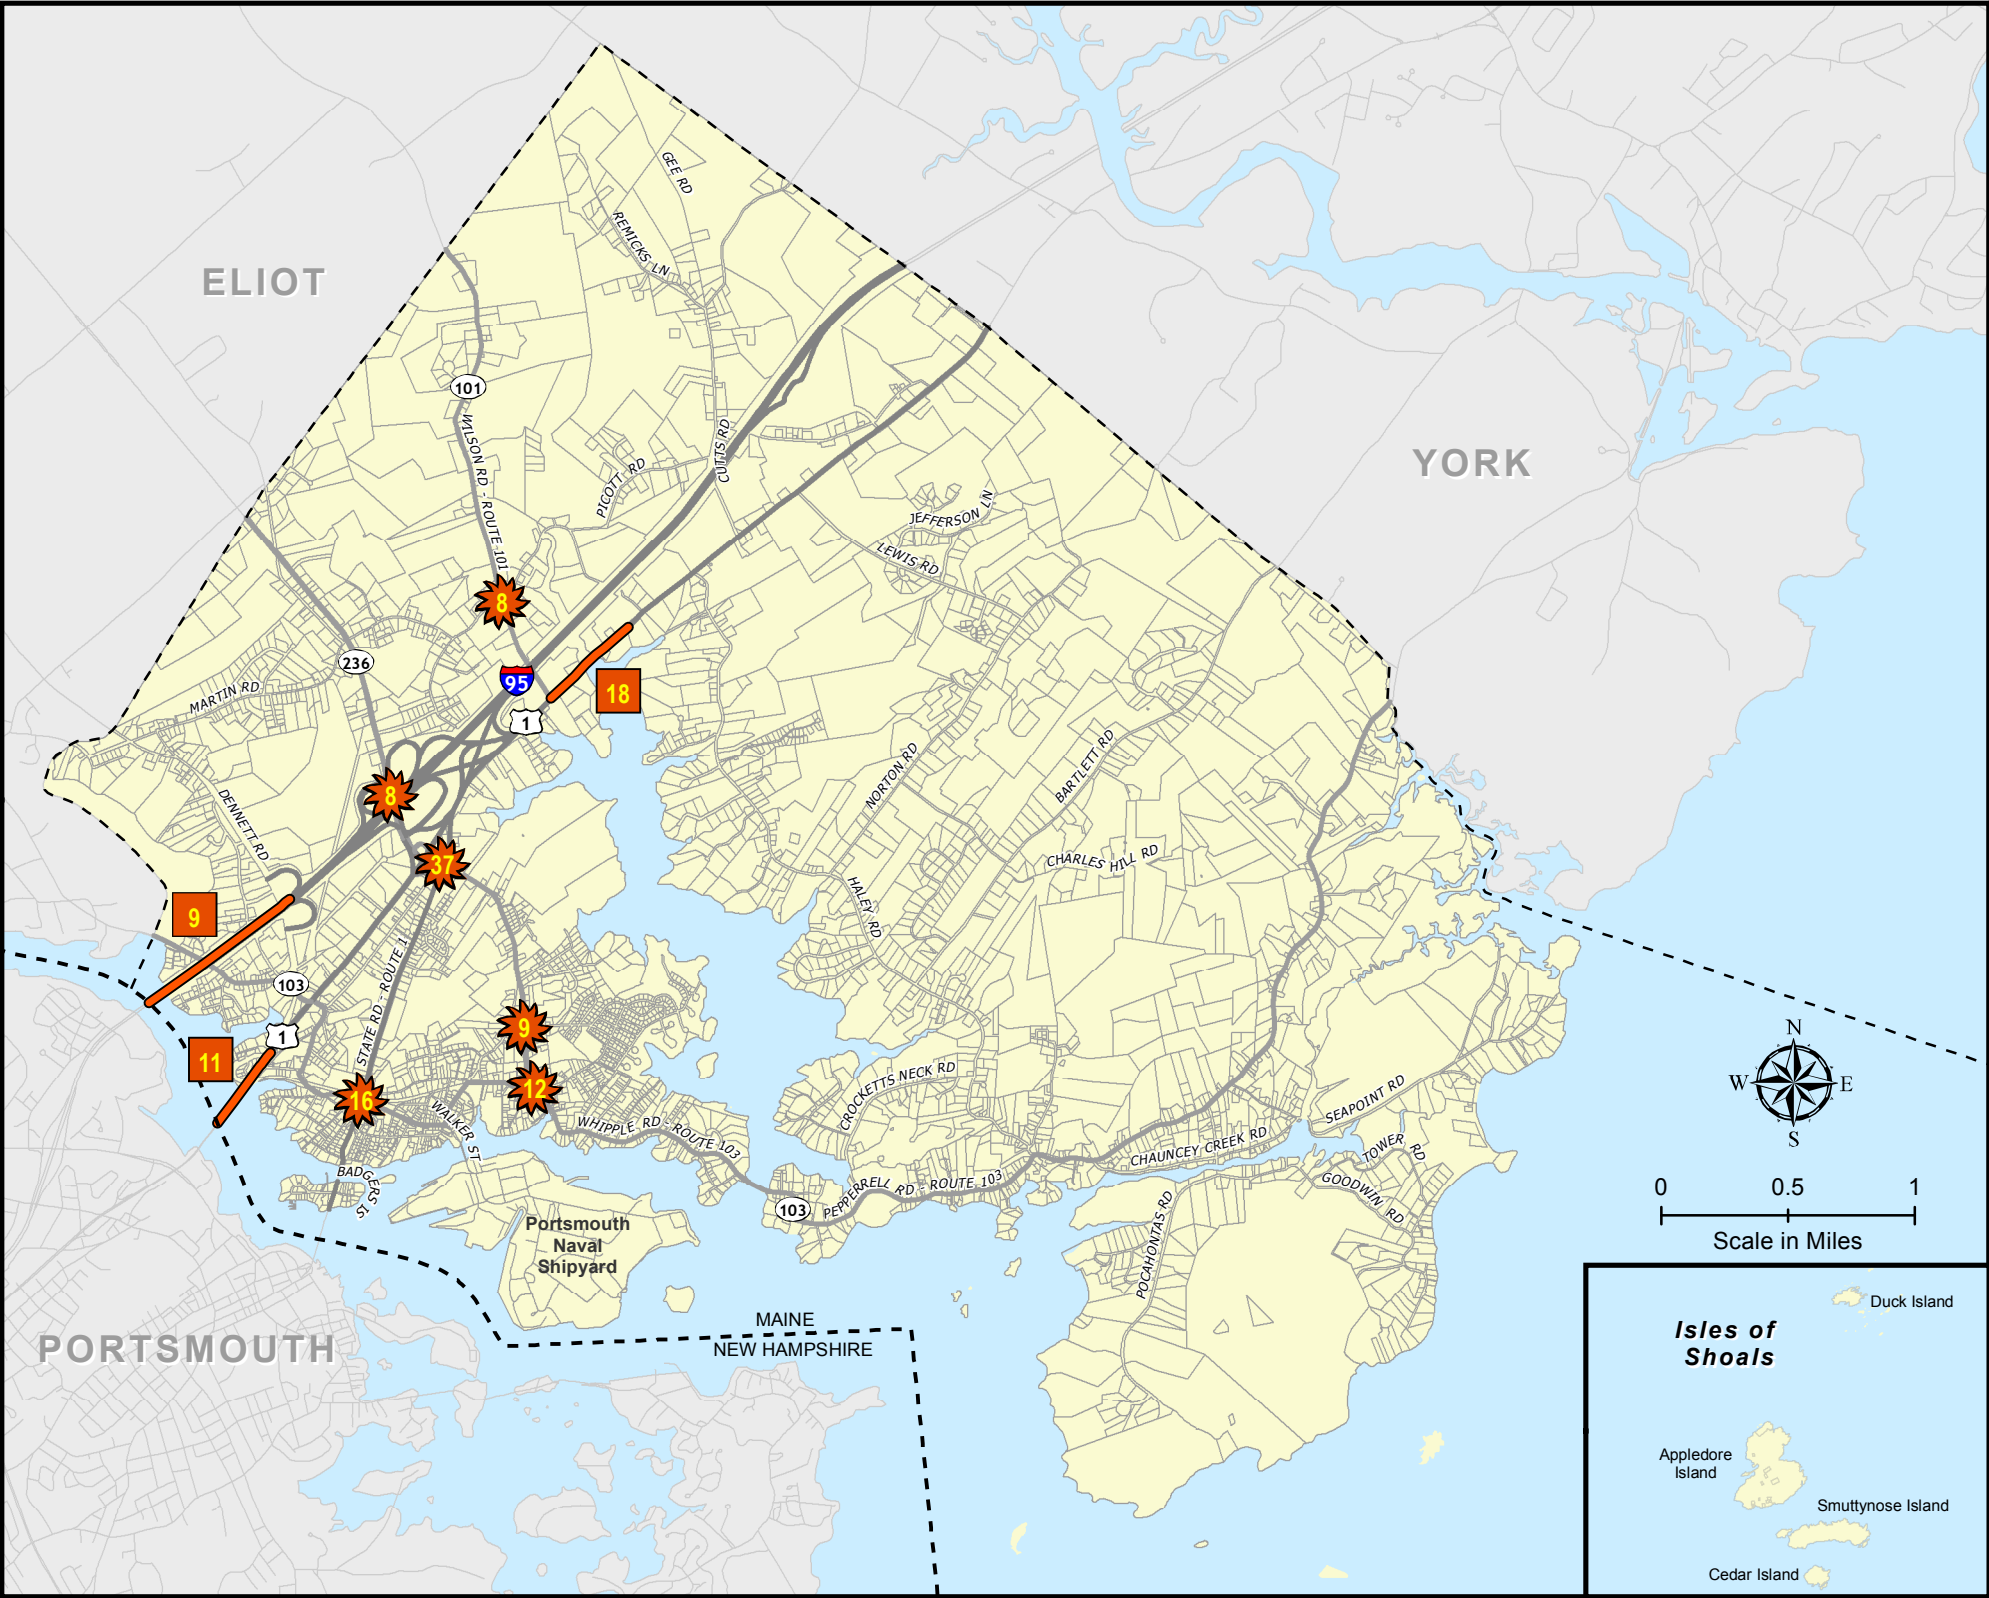 GEE RD
REMICKS LN
ELIOT
101
WILSON RD - ROUTE 101
CUTTS RD
PICOTT RD
YORK
JEFFERSON LN
LEWIS RD
8
236
95
18
MARTIN RD
1
NORTON RD
BARTLETT RD
8
DENNETT RD
37
CHARLES HILL RD
HALEY RD
9
103
STATE RD - ROUTE 1
1
9
11
16
12
CROCKETTS NECK RD
SEAPOINT RD
WALKER ST
WHIPPLE RD - ROUTE 103
CHAUNCEY CREEK RD
TOWER RD
BADGERS IS
GOODWIN RD
PEPPERRELL RD - ROUTE 103
103
POCAHONTAS RD
Portsmouth
Naval
Shipyard
N
W
E
S
0 0.5 1
Scale in Miles
MAINE
NEW HAMPSHIRE
PORTSMOUTH
Isles of
Shoals
Duck Island
Appledore
Island
Smuttynose Island
Cedar Island